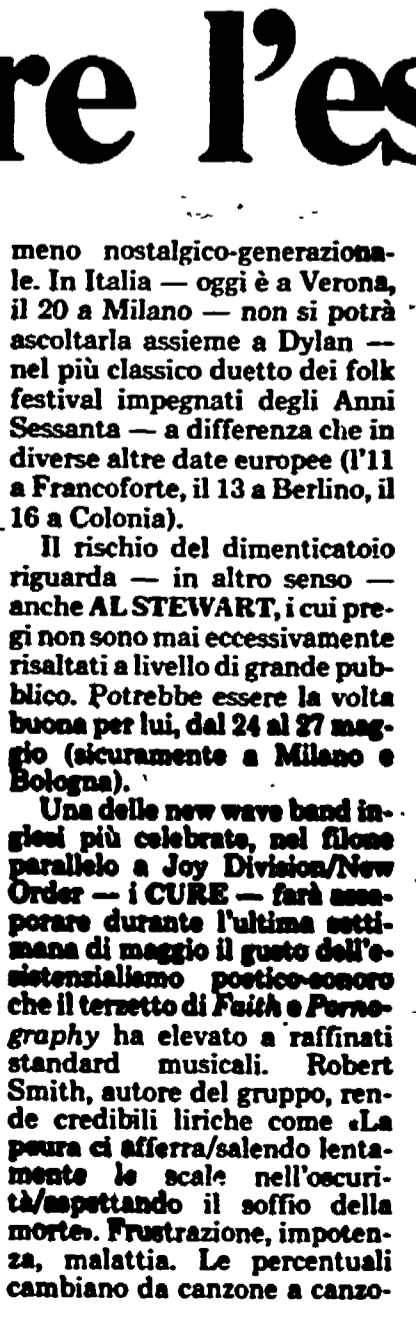 re l'es
meno nostalgico-generaziona-
le. In Italia — oggi è a Verona,
il 20 a Milano — non si potrà
ascoltarla assieme a Dylan —
nel più classico duetto dei folk
festival impegnati degli Anni
Sessanta — a differenza che in
diverse altre date europee (l'11
a Francoforte, il 13 a Berlino, il
16 a Colonia).
Il rischio del dimenticatoio
riguarda — in altro senso —
anche AL STEWART, i cui pre-
gi non sono mai eccessivamente
risaltati a livello di grande pub-
blico. Potrebbe essere la volta
buona per lui, dal 24 al 27 mag-
gio (sicuramente a Milano e
Bologna).
Una delle new wave band in-
glesi più celebrate, nel filone
parallelo a Joy Division/New
Order — i CURE — farà assa-
porare durante l'ultima setti-
mana di maggio il gusto dell'e-
sistenzialismo poetico-sonoro
che il terzetto di Faith e Porno-
graphy ha elevato a raffinati
standard musicali. Robert
Smith, autore del gruppo, ren-
de credibili liriche come «La
paura ci afferra/salendo lenta-
mente le scale nell'oscuri-
tà/aspettando il soffio della
morte». Frustrazione, impoten-
za, malattia. Le percentuali
cambiano da canzone a canzo-